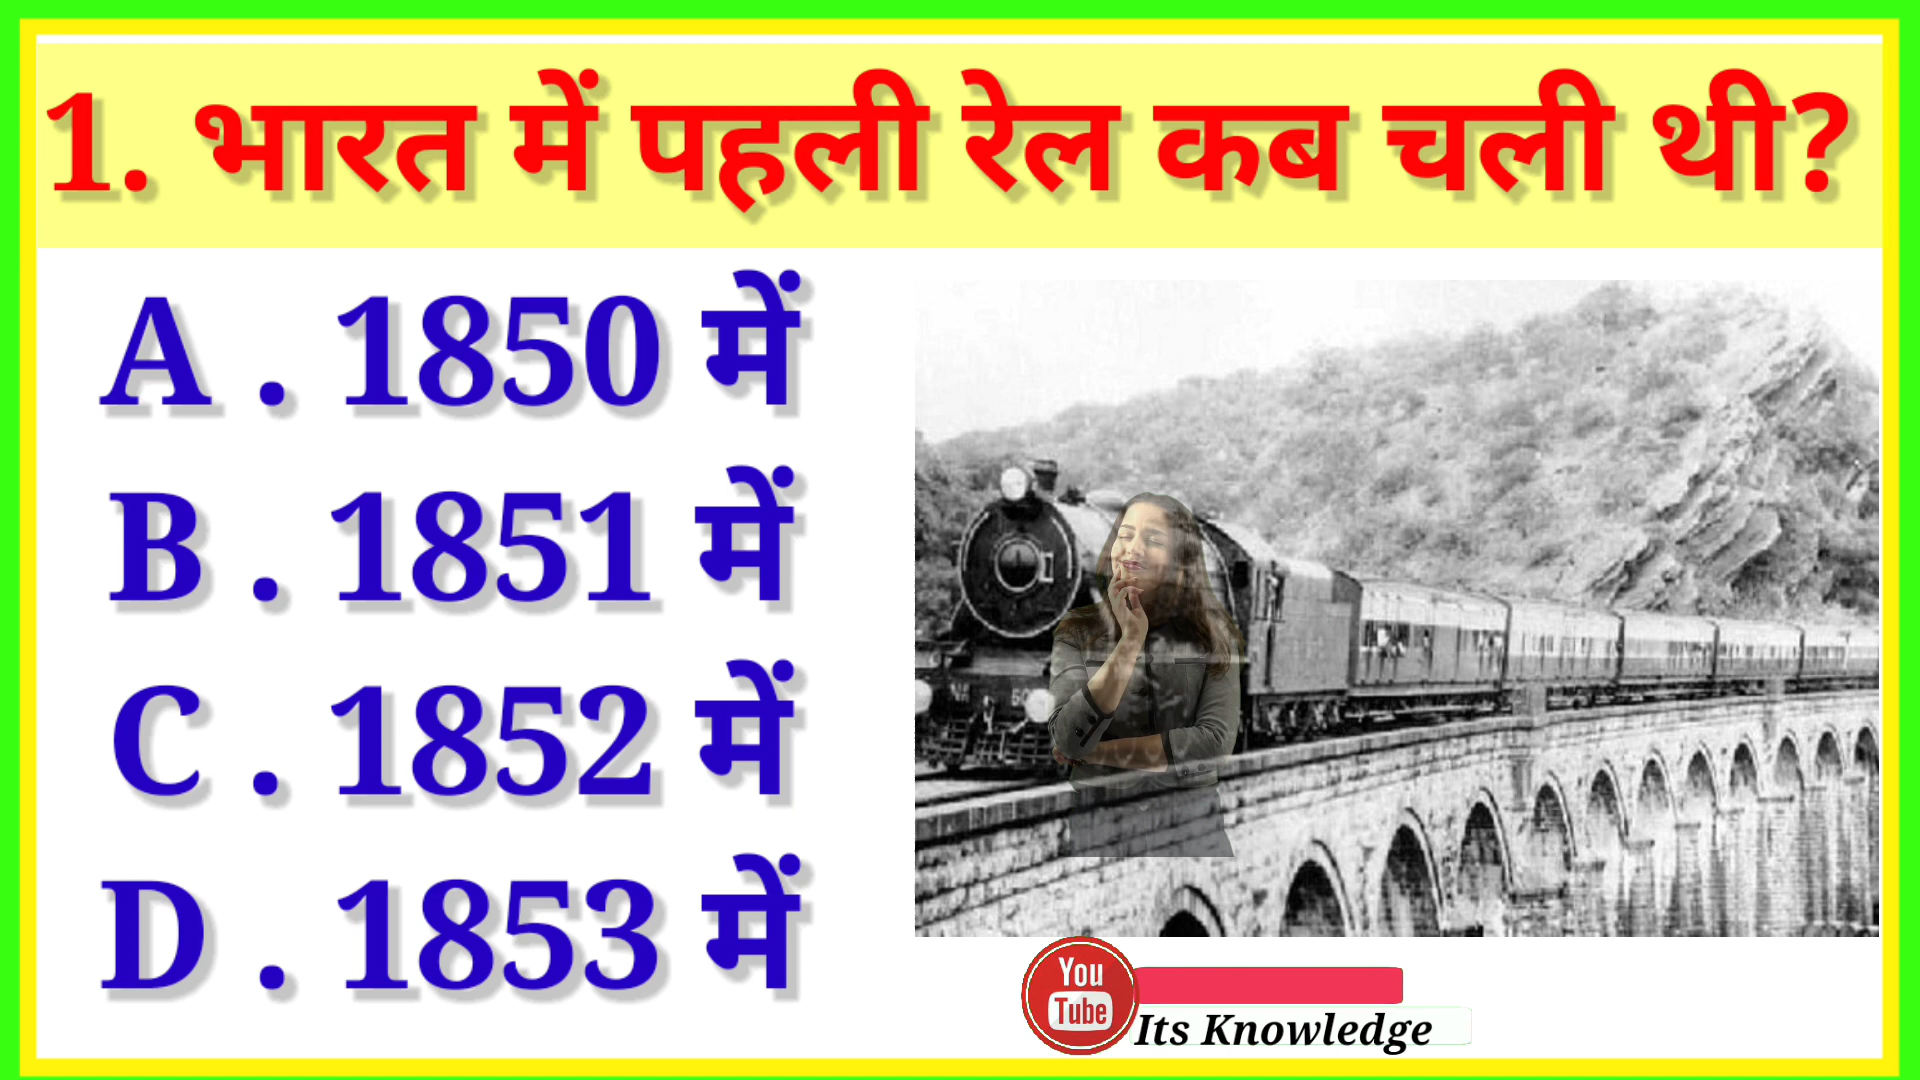 1. भारत में पहली रेल कब चली थी?
A . 1850 में
B . 1851 में
C . 1852 में
D . 1853 में
You
Tube
Its Knowledge